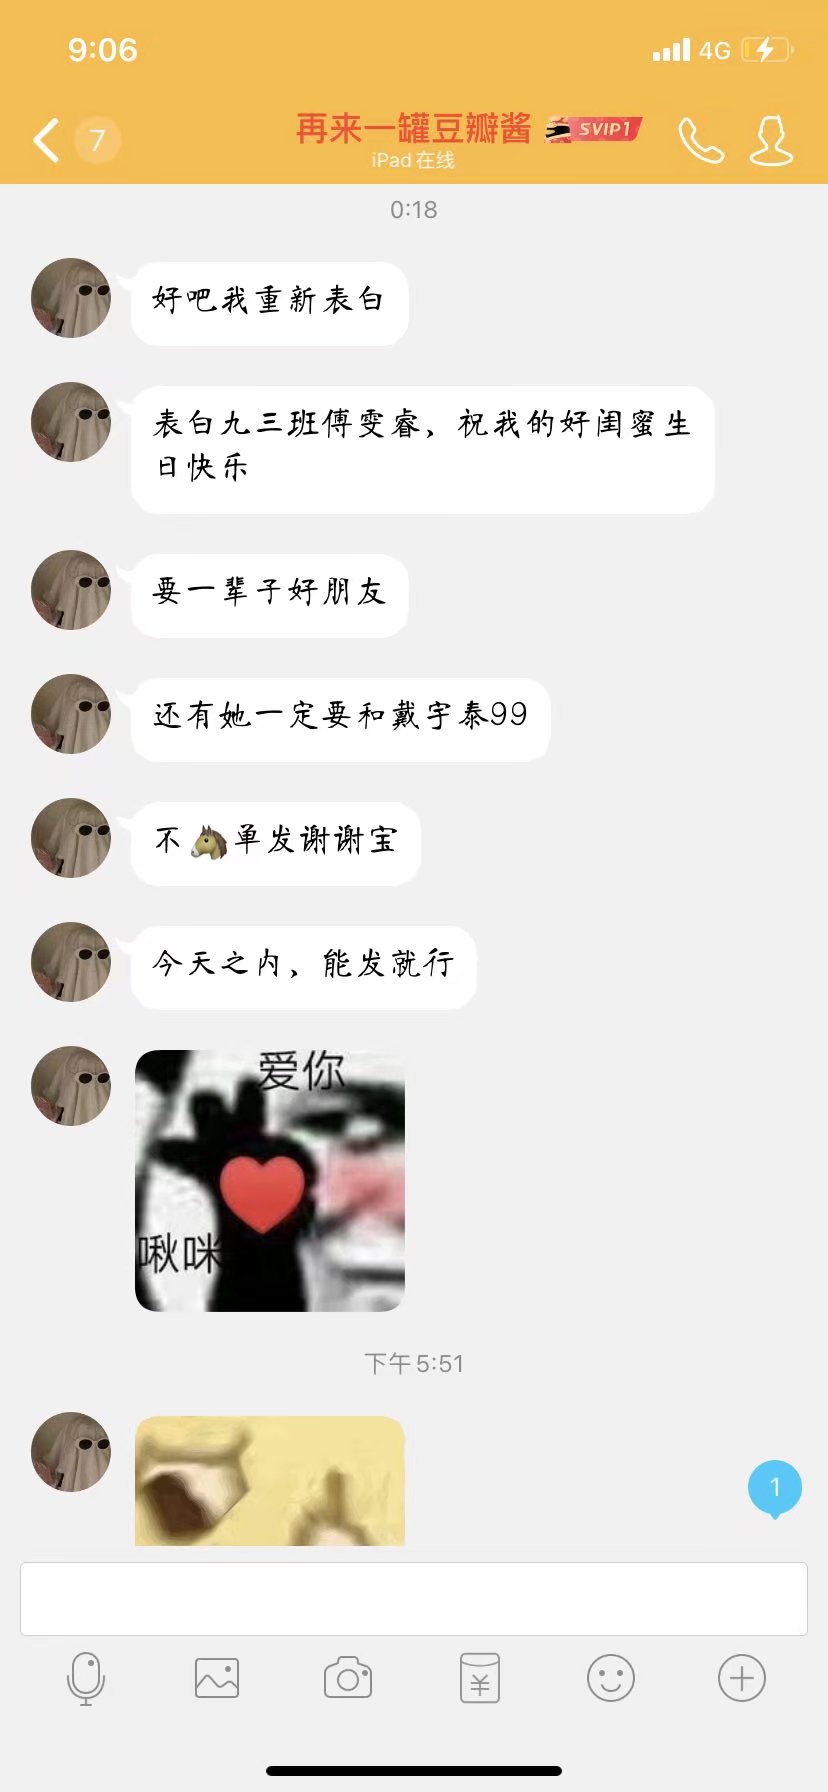 9:06
4G
7
再来一罐豆瓣酱 SVIP1
iPad在线
0:18
好吧我重新表白
表白九三班傅雯睿、祝我的好闺蜜生
日快乐
要一辈子好朋友
还有她一定要和戴宇泰99
不🐴单发谢谢宝
今天之内、能发就行
爱你
啾咪
下午5:51
1